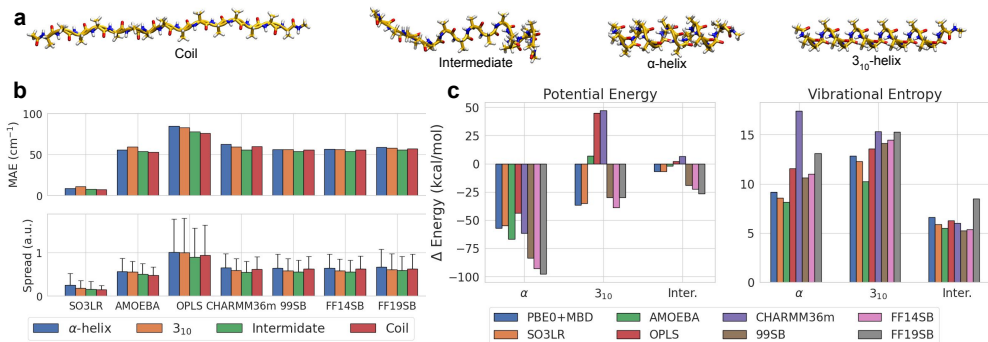 a
Coil
Intermediate
α-helix
3₁₀-helix
b
MAE (cm⁻¹)
100
50
0
Spread (a.u.)
1
0
SO3LR AMOEBA OPLS CHARMM36m 99SB FF14SB FF19SB
α-helix 3₁₀ Intermidate Coil
c
Potential Energy
Δ Energy (kcal/mol)
50
25
0
−25
−50
−75
−100
α 3₁₀ Inter.
Vibrational Entropy
15
10
5
0
α 3₁₀ Inter.
PBE0+MBD AMOEBA CHARMM36m FF14SB
SO3LR OPLS 99SB FF19SB